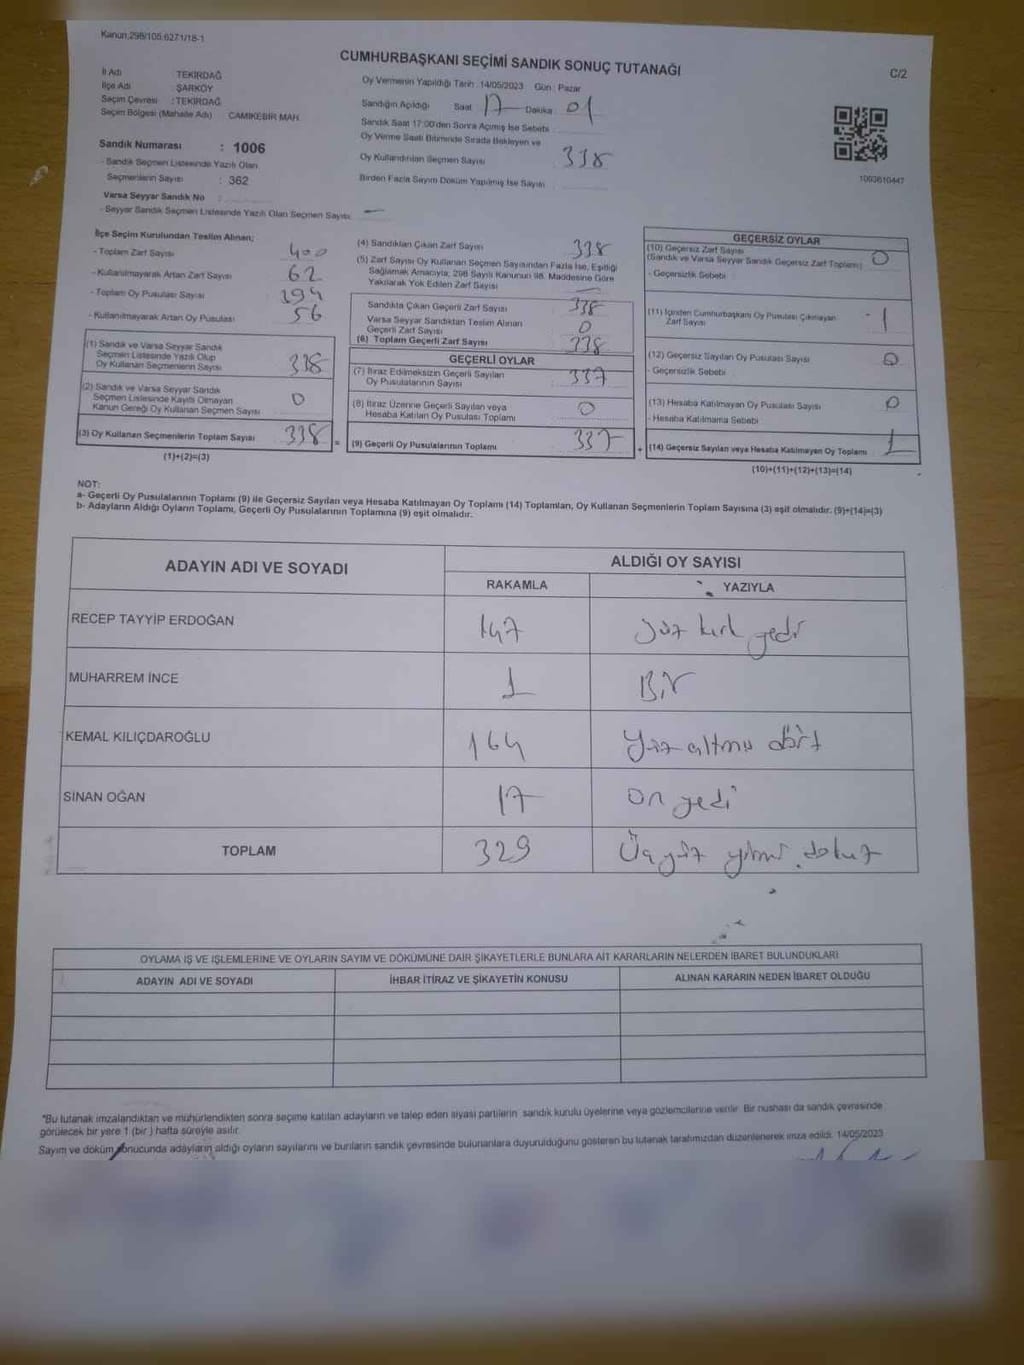 Kanun:298/105.6271/18-1
CUMHURBAŞKANI SEÇİMİ SANDIK SONUÇ TUTANAĞI
C/2
İl Adı TEKİRDAĞ
İlçe Adı ŞARKÖY
Seçim Çevresi : TEKİRDAĞ
Seçim Bölgesi (Mahalle Adı) CAMİKEBİR MAH.
Oy Vermenin Yapıldığı Tarih : 14/05/2023 Gün : Pazar
Sandığın Açıldığı Saat 17 Dakika : 01
Sandık Saat 17:00'den Sonra Açılmış İse Sebebi
Oy Verme Saati Bitiminde Sırada Bekleyen ve
Oy Kullandırılan Seçmen Sayısı 338
Birden Fazla Sayım Döküm Yapılmış İse Sayısı
1003610447
Sandık Numarası : 1006
- Sandık Seçmen Listesinde Yazılı Olan
Seçmenlerin Sayısı : 362
Varsa Seyyar Sandık No :
- Seyyar Sandık Seçmen Listesinde Yazılı Olan Seçmen Sayısı: —
İlçe Seçim Kurulundan Teslim Alınan;
- Toplam Zarf Sayısı 400
- Kullanılmayarak Artan Zarf Sayısı 62
- Toplam Oy Pusulası Sayısı 394
- Kullanılmayarak Artan Oy Pusulası 56
(1) Sandık ve Varsa Seyyar Sandık
Seçmen Listesinde Yazılı Olup
Oy Kullanan Seçmenlerin Sayısı 338
(2) Sandık ve Varsa Seyyar Sandık
Seçmen Listesinde Kayıtlı Olmayan
Kanun Gereği Oy Kullanan Seçmen Sayısı 0
(3) Oy Kullanan Seçmenlerin Toplam Sayısı 338 =
(1)+(2)=(3)
(4) Sandıktan Çıkan Zarf Sayısı 338
(5) Zarf Sayısı Oy Kullanan Seçmen Sayısından Fazla İse, Eşitliği
Sağlamak Amacıyla, 298 Sayılı Kanunun 98. Maddesine Göre
Yakılarak Yok Edilen Zarf Sayısı —
Sandıkta Çıkan Geçerli Zarf Sayısı 338
Varsa Seyyar Sandıktan Teslim Alınan
Geçerli Zarf Sayısı 0
(6) Toplam Geçerli Zarf Sayısı 338
GEÇERLİ OYLAR
(7) İtiraz Edilmeksizin Geçerli Sayılan
Oy Pusulalarının Sayısı 337
(8) İtiraz Üzerine Geçerli Sayılan veya
Hesaba Katılan Oy Pusulası Toplamı 0
(9) Geçerli Oy Pusulalarının Toplamı 337 +
GEÇERSİZ OYLAR
(10) Geçersiz Zarf Sayısı 0
(Sandık ve Varsa Seyyar Sandık Geçersiz Zarf Toplamı)
- Geçersizlik Sebebi
(11) İçinden Cumhurbaşkanı Oy Pusulası Çıkmayan
Zarf Sayısı 1
(12) Geçersiz Sayılan Oy Pusulası Sayısı 0
- Geçersizlik Sebebi
(13) Hesaba Katılmayan Oy Pusulası Sayısı 0
- Hesaba Katılmama Sebebi
(14) Geçersiz Sayılan veya Hesaba Katılmayan Oy Toplamı 1
(10)+(11)+(12)+(13)=(14)
NOT:
a- Geçerli Oy Pusulalarının Toplamı (9) ile Geçersiz Sayılan veya Hesaba Katılmayan Oy Toplamı (14) Toplamları, Oy Kullanan Seçmenlerin Toplam Sayısına (3) eşit olmalıdır. (9)+(14)=(3)
b- Adayların Aldığı Oyların Toplamı, Geçerli Oy Pusulalarının Toplamına (9) eşit olmalıdır.
ADAYIN ADI VE SOYADI ALDIĞI OY SAYISI
RAKAMLA YAZIYLA
RECEP TAYYİP ERDOĞAN 147 yüz kırk yedi
MUHARREM İNCE 1 Bir
KEMAL KILIÇDAROĞLU 164 yüz altmış dört
SİNAN OĞAN 17 on yedi
TOPLAM 329 Üçyüz yirmi dokuz
OYLAMA İŞ VE İŞLEMLERİNE VE OYLARIN SAYIM VE DÖKÜMÜNE DAİR ŞİKAYETLERLE BUNLARA AİT KARARLARIN NELERDEN İBARET BULUNDUKLARI
ADAYIN ADI VE SOYADI İHBAR İTİRAZ VE ŞİKAYETİN KONUSU ALINAN KARARIN NEDEN İBARET OLDUĞU
"Bu tutanak imzalandıktan ve mühürlendikten sonra seçime katılan adayların ve talep eden siyasi partilerin sandık kurulu üyelerine veya gözlemcilerine verilir. Bir nushası da sandık çevresinde
görülecek bir yere 1 (bir ) hafta süreyle asılır.
Sayım ve döküm sonucunda adayların aldığı oyların sayılarını ve bunların sandık çevresinde bulunanlara duyurulduğunu gösteren bu tutanak tarafımızdan düzenlenerek imza edildi. 14/05/2023